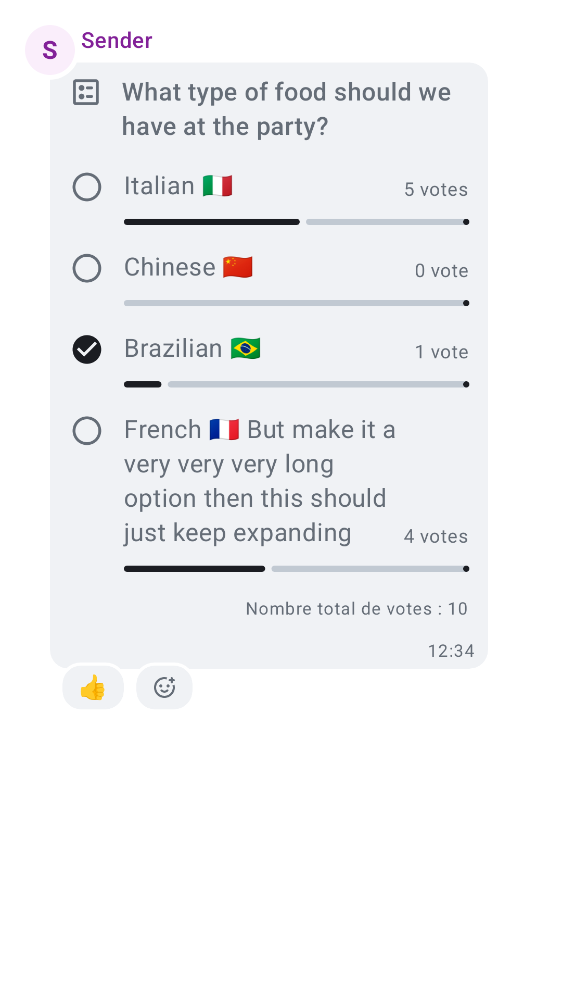 S
Sender
What type of food should we
have at the party?
Italian 🇮🇹
5 votes
Chinese 🇨🇳
0 vote
Brazilian 🇧🇷
1 vote
French 🇫🇷 But make it a
very very very long
option then this should
just keep expanding
4 votes
Nombre total de votes : 10
12:34
👍